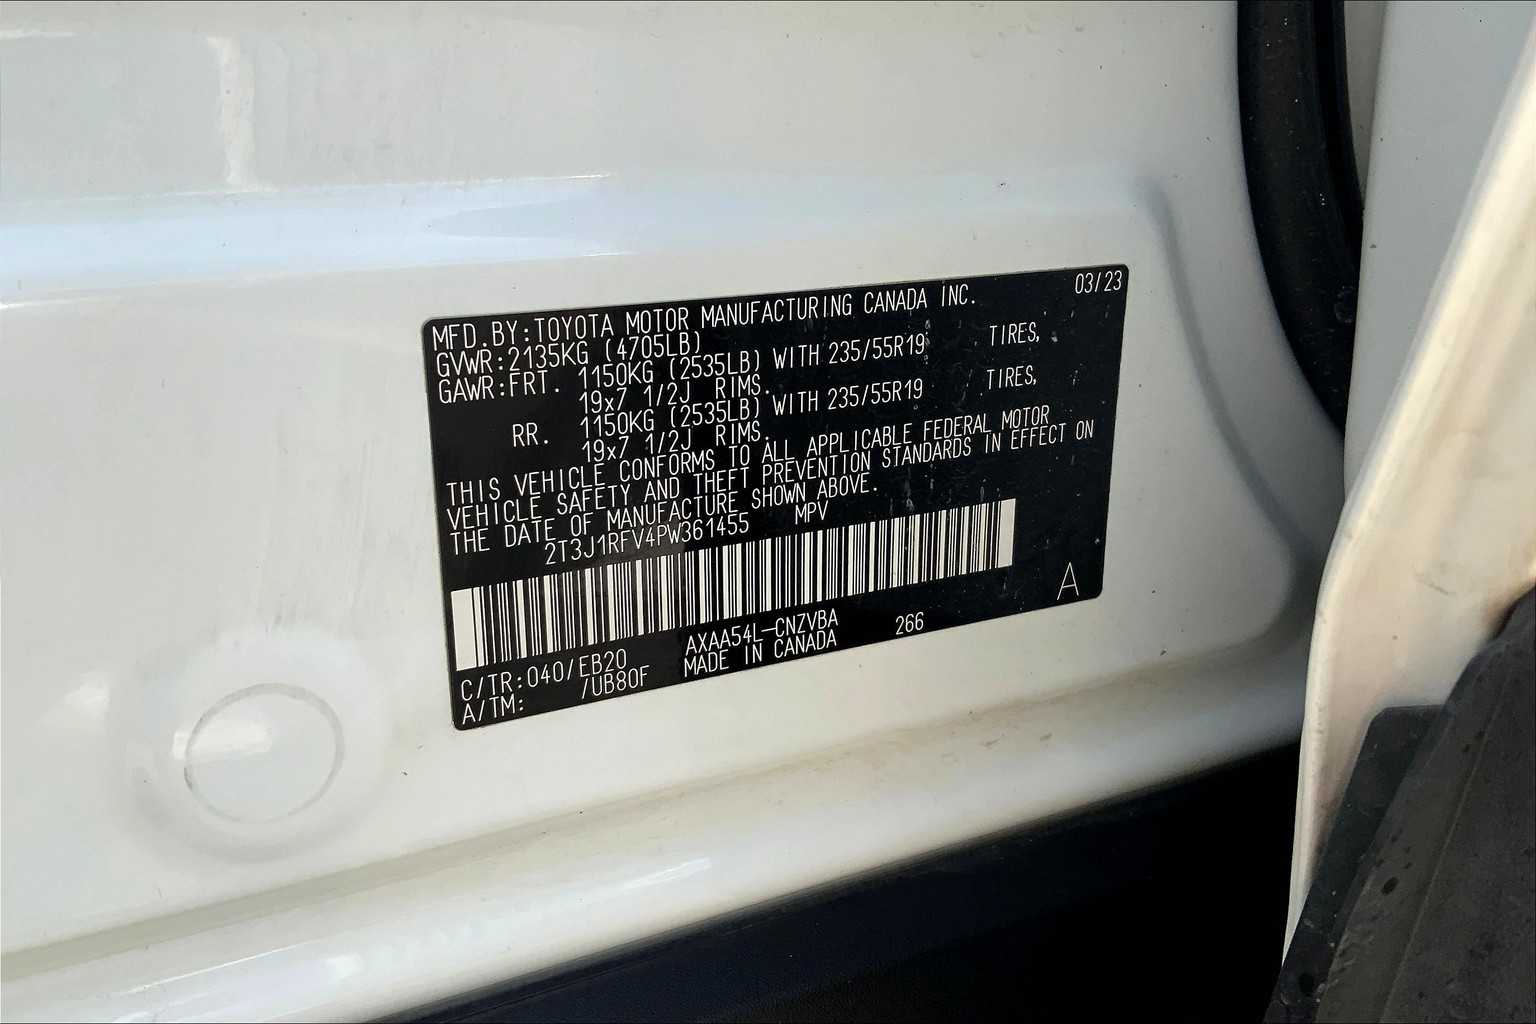 03/23
MFD.BY:TOYOTA MOTOR MANUFACTURING CANADA INC.
GVWR:2135KG (4705LB)
GAWR:FRT. 1150KG (2535LB) WITH 235/55R19 TIRES,
19x7 1/2J RIMS.
RR. 1150KG (2535LB) WITH 235/55R19 TIRES,
19x7 1/2J RIMS.
THIS VEHICLE CONFORMS TO ALL APPLICABLE FEDERAL MOTOR
VEHICLE SAFETY AND THEFT PREVENTION STANDARDS IN EFFECT ON
THE DATE OF MANUFACTURE SHOWN ABOVE.
2T3J1RFV4PW361455 MPV
A
C/TR:040/EB20 AXAA54L-CNZVBA 266
A/TM: /UB80F MADE IN CANADA